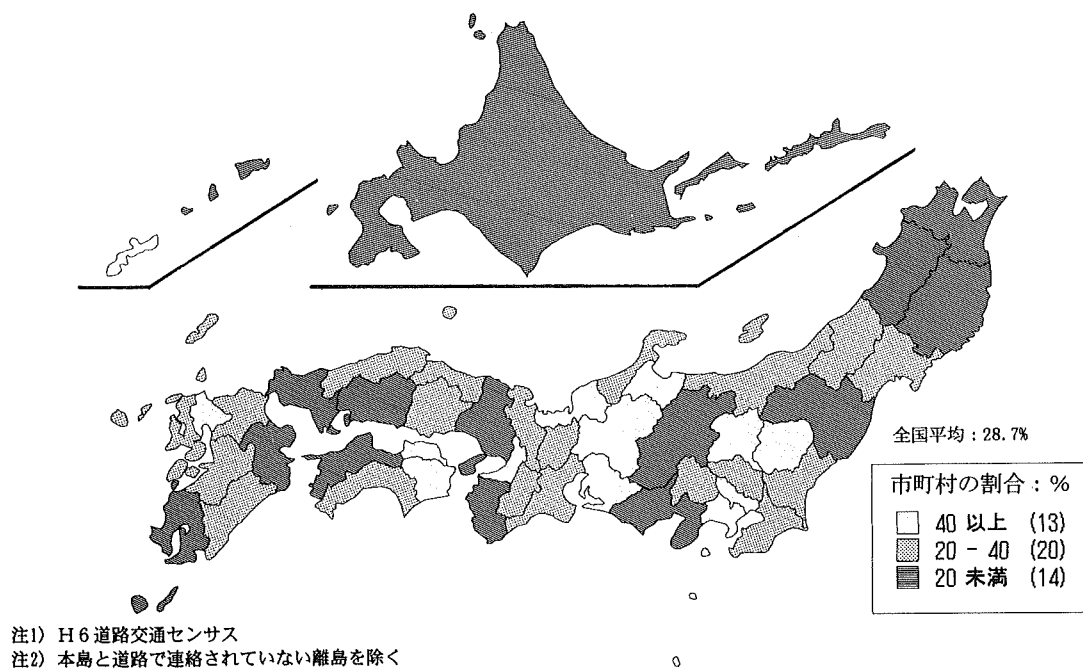 全国平均：28.7%
市町村の割合：%
40 以上 (13)
20 - 40 (20)
20 未満 (14)
注1) H6道路交通センサス
注2) 本島と道路で連絡されていない離島を除く